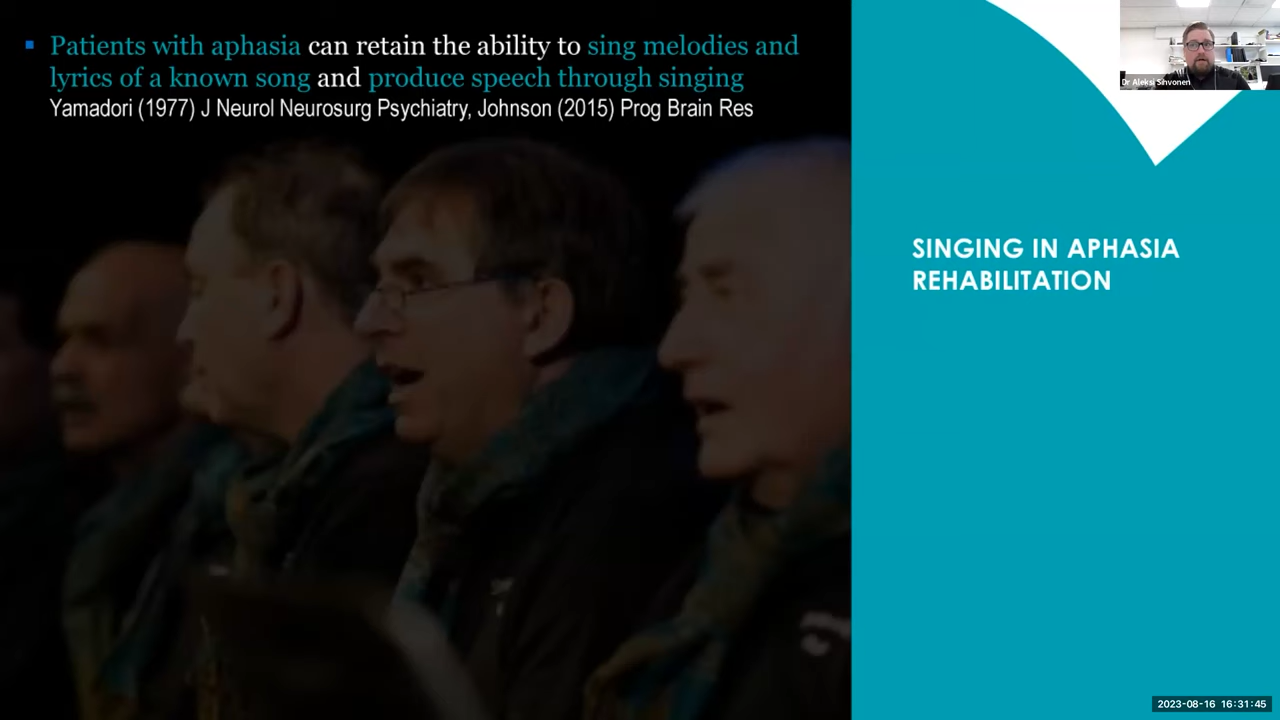 Patients with aphasia can retain the ability to sing melodies and
lyrics of a known song and produce speech through singing
Yamadori (1977) J Neurol Neurosurg Psychiatry, Johnson (2015) Prog Brain Res
SINGING IN APHASIA
REHABILITATION
Dr Aleksi Sihvonen
2023-08-16 16:31:45